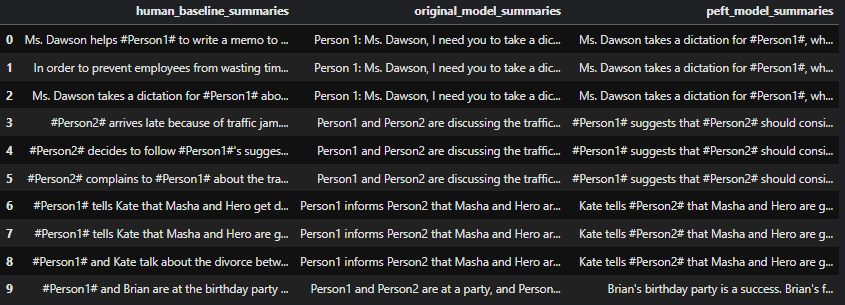 human_baseline_summaries original_model_summaries peft_model_summaries
0 Ms. Dawson helps #Person1# to write a memo to ... Person 1: Ms. Dawson, I need you to take a dic... Ms. Dawson takes a dictation for #Person1#, wh...
1 In order to prevent employees from wasting tim... Person 1: Ms. Dawson, I need you to take a dic... Ms. Dawson takes a dictation for #Person1#, wh...
2 Ms. Dawson takes a dictation for #Person1# abo... Person 1: Ms. Dawson, I need you to take a dic... Ms. Dawson takes a dictation for #Person1#, wh...
3 #Person2# arrives late because of traffic jam.... Person1 and Person2 are discussing the traffic... #Person1# suggests that #Person2# should consi...
4 #Person2# decides to follow #Person1#'s sugges... Person1 and Person2 are discussing the traffic... #Person1# suggests that #Person2# should consi...
5 #Person2# complains to #Person1# about the tra... Person1 and Person2 are discussing the traffic... #Person1# suggests that #Person2# should consi...
6 #Person1# tells Kate that Masha and Hero get d... Person1 informs Person2 that Masha and Hero ar... Kate tells #Person2# that Masha and Hero are g...
7 #Person1# tells Kate that Masha and Hero are g... Person1 informs Person2 that Masha and Hero ar... Kate tells #Person2# that Masha and Hero are g...
8 #Person1# and Kate talk about the divorce betw... Person1 informs Person2 that Masha and Hero ar... Kate tells #Person2# that Masha and Hero are g...
9 #Person1# and Brian are at the birthday party ... Person1 and Person2 are at a party, and Person... Brian's birthday party is a success. Brian's f...